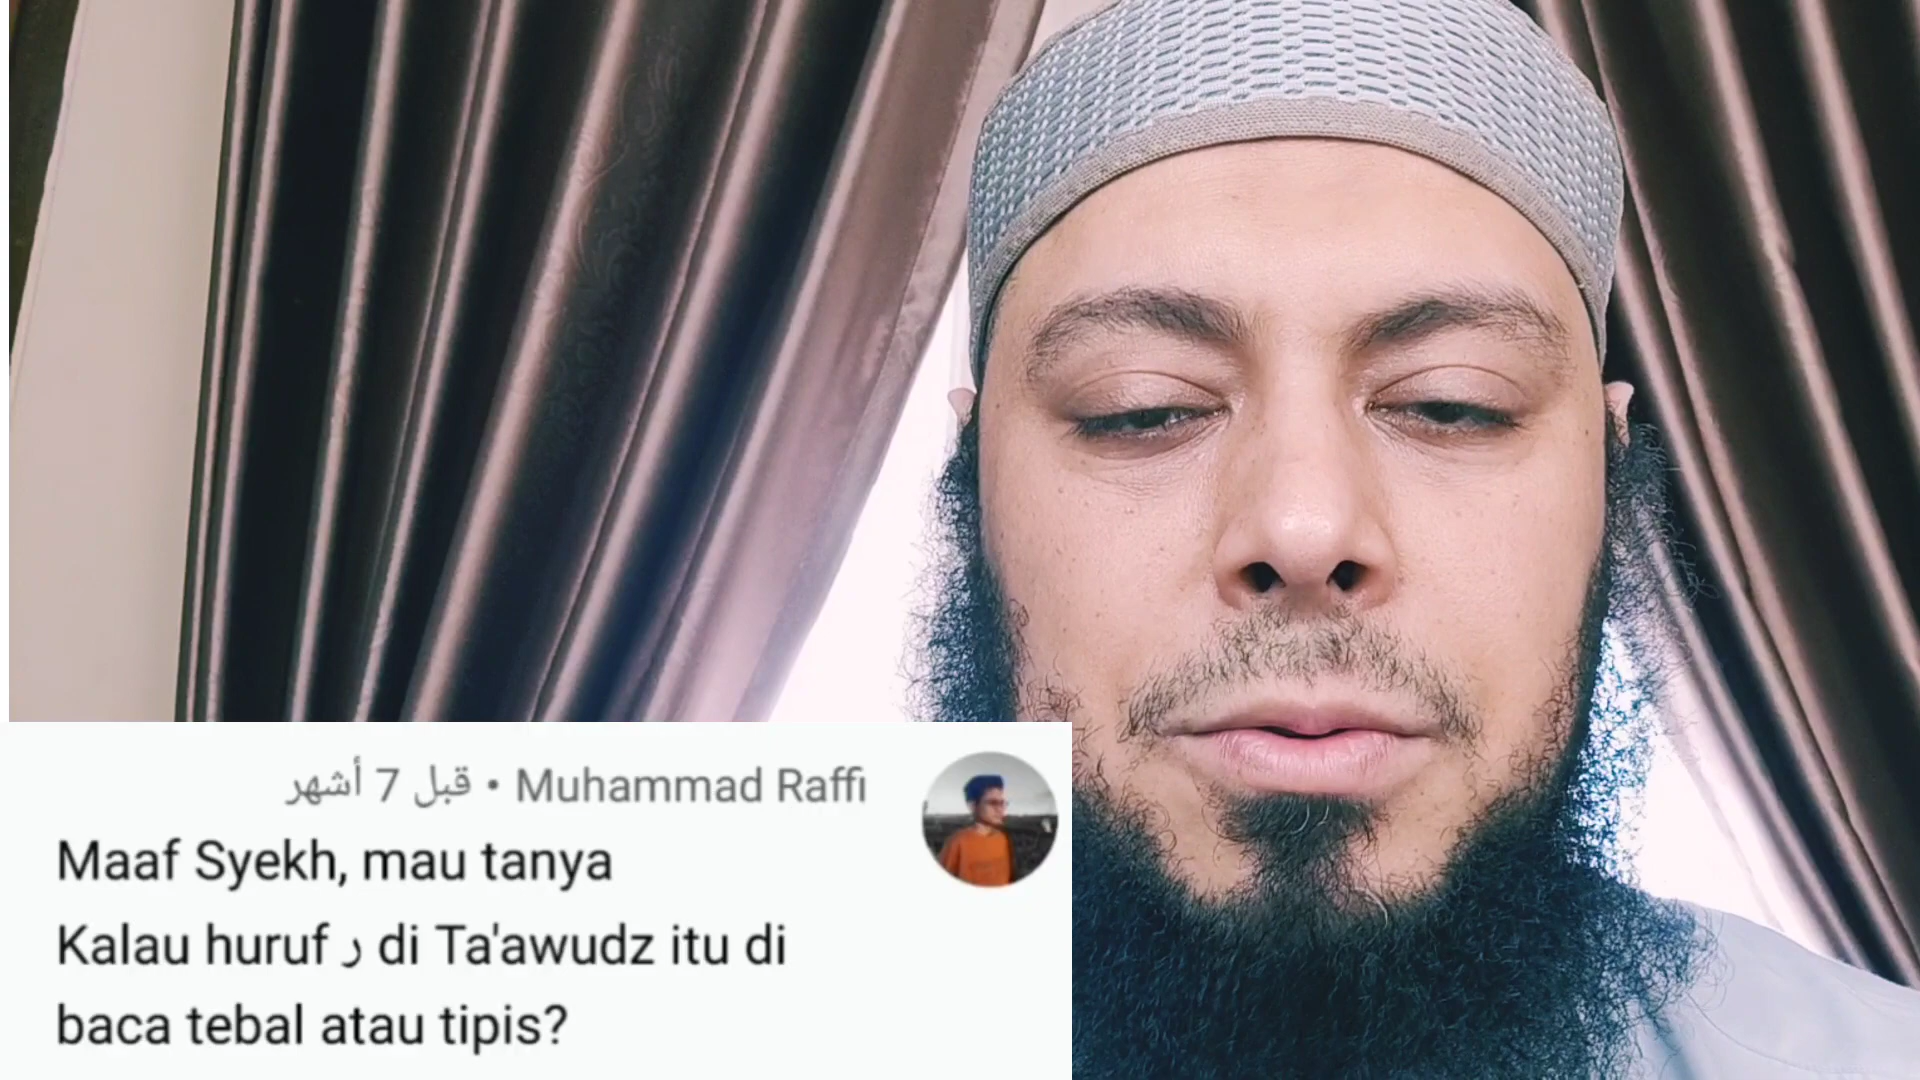 Muhammad Raffi • قبل 7 أشهر
Maaf Syekh, mau tanya
Kalau huruf ر di Ta'awudz itu di
baca tebal atau tipis?